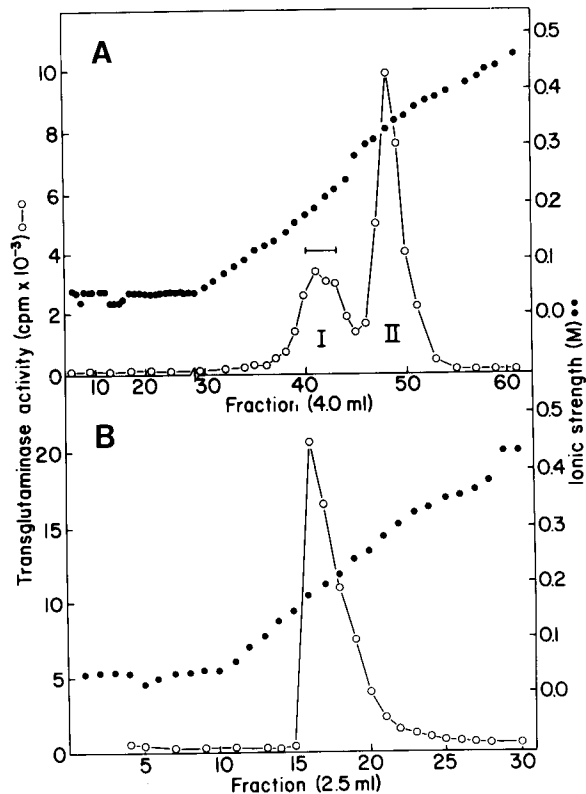 A
Transglutaminase activity (cpm x 10⁻³) ○—○
Ionic strength (M) ••
10
8
6
4
2
0
0.5
0.4
0.3
0.2
0.1
0.0
I
II
10 20 30 40 50 60
Fraction (4.0 ml)
B
20
15
10
5
0
0.5
0.4
0.3
0.2
0.1
0.0
5 10 15 20 25 30
Fraction (2.5 ml)